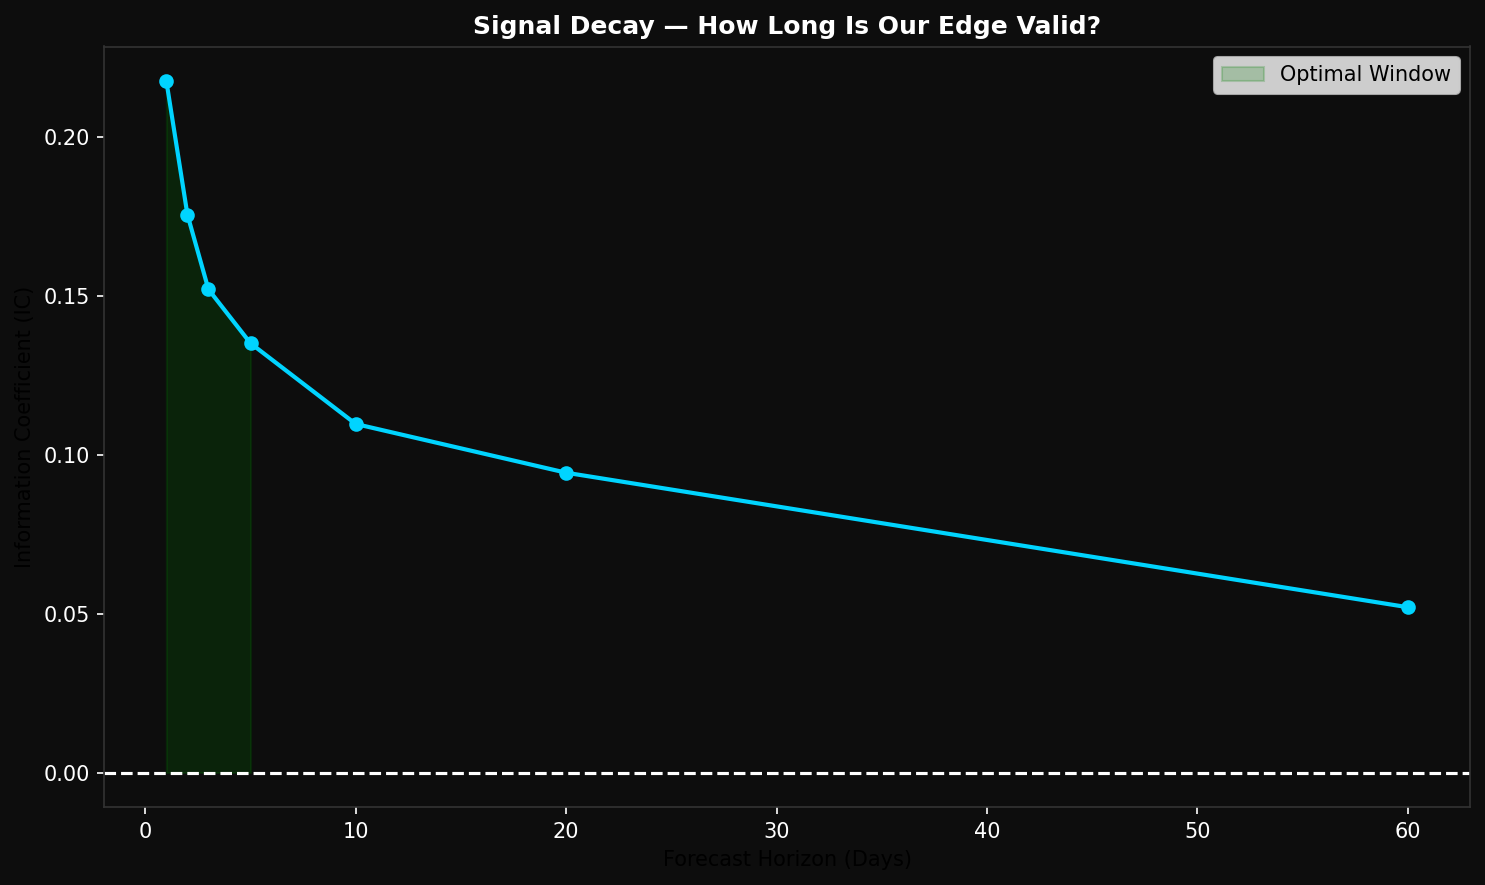 Signal Decay — How Long Is Our Edge Valid?
Optimal Window
Information Coefficient (IC)
0.20
0.15
0.10
0.05
0.00
0 10 20 30 40 50 60
Forecast Horizon (Days)